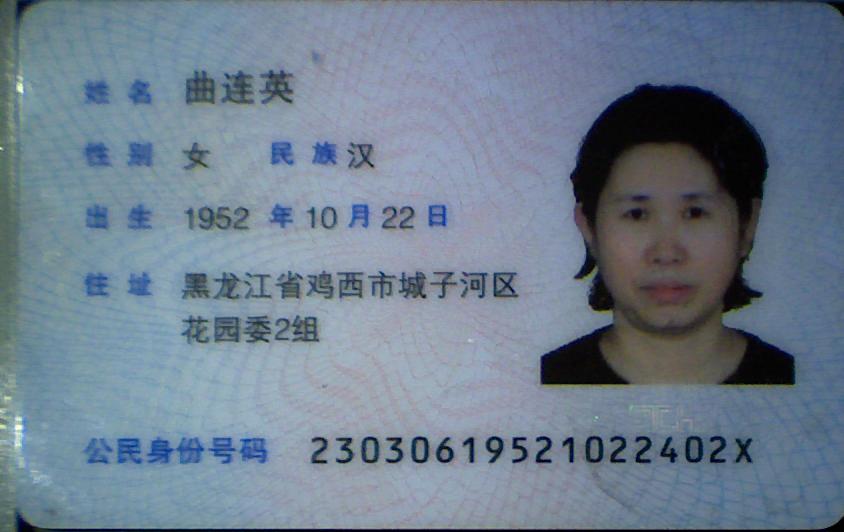 姓名 曲连英
性别 女 民族 汉
出生 1952 年 10 月 22 日
住址 黑龙江省鸡西市城子河区
花园委2组
公民身份号码 23030619521022402X